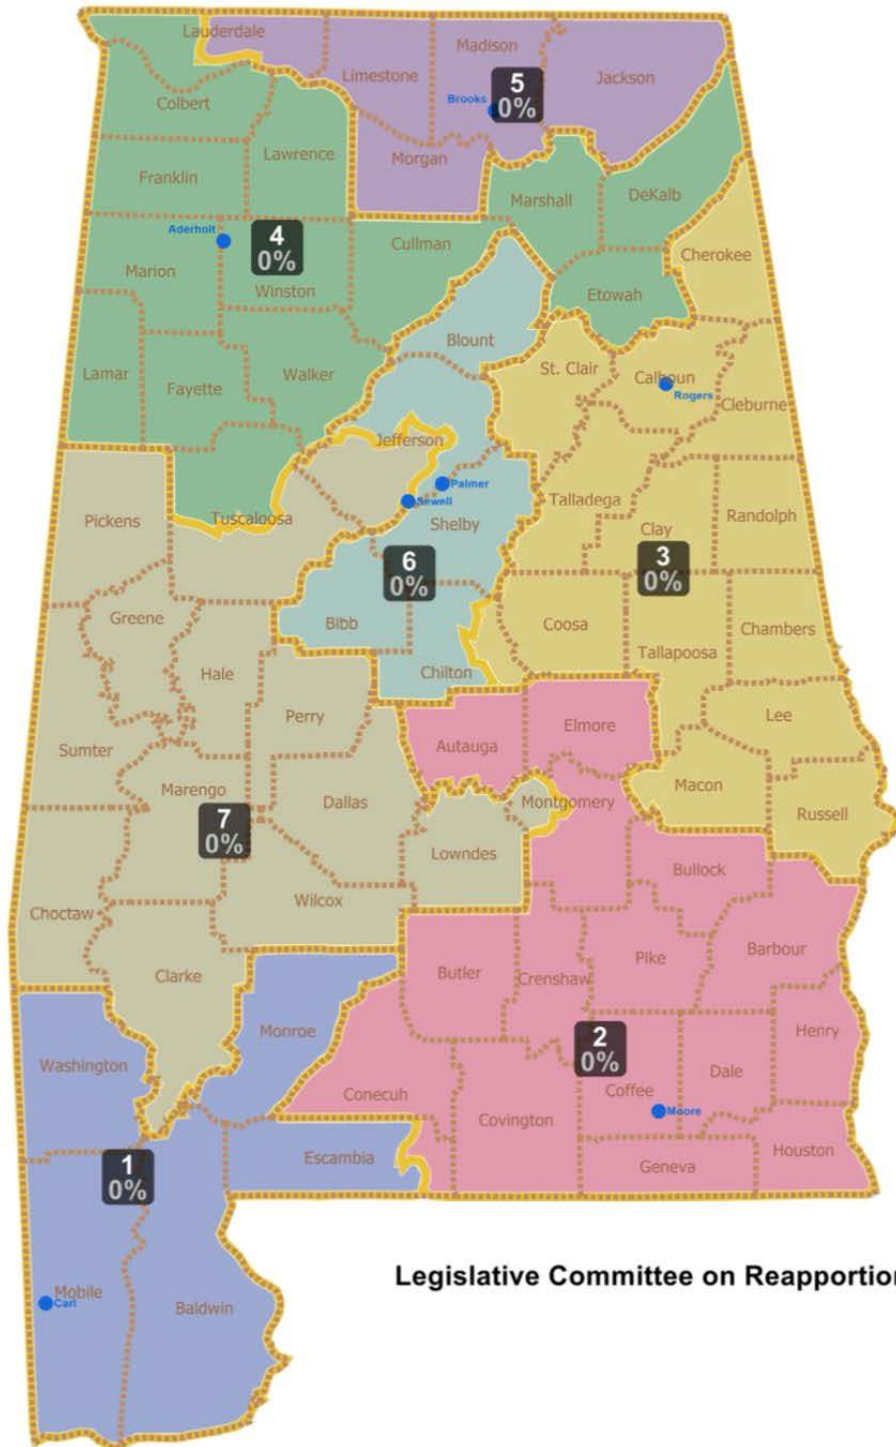 Lauderdale
Madison
Limestone
Jackson
5
0%
Brooks
Colbert
Lawrence
Morgan
Franklin
Marshall
DeKalb
Aderholt
4
0%
Cullman
Cherokee
Marion
Winston
Etowah
Blount
Lamar
Fayette
Walker
St. Clair
Calhoun
Rogers
Cleburne
Jefferson
Palmer
Sewell
Talladega
Pickens
Tuscaloosa
Shelby
Clay
Randolph
6
0%
3
0%
Greene
Bibb
Coosa
Chambers
Hale
Chilton
Tallapoosa
Perry
Elmore
Lee
Sumter
Autauga
Marengo
Dallas
Montgomery
Macon
Russell
7
0%
Lowndes
Bullock
Choctaw
Wilcox
Clarke
Butler
Crenshaw
Pike
Barbour
Monroe
2
0%
Henry
Washington
Conecuh
Coffee
Dale
Covington
Moore
1
0%
Escambia
Geneva
Houston
Legislative Committee on Reapportion
Mobile
Carl
Baldwin